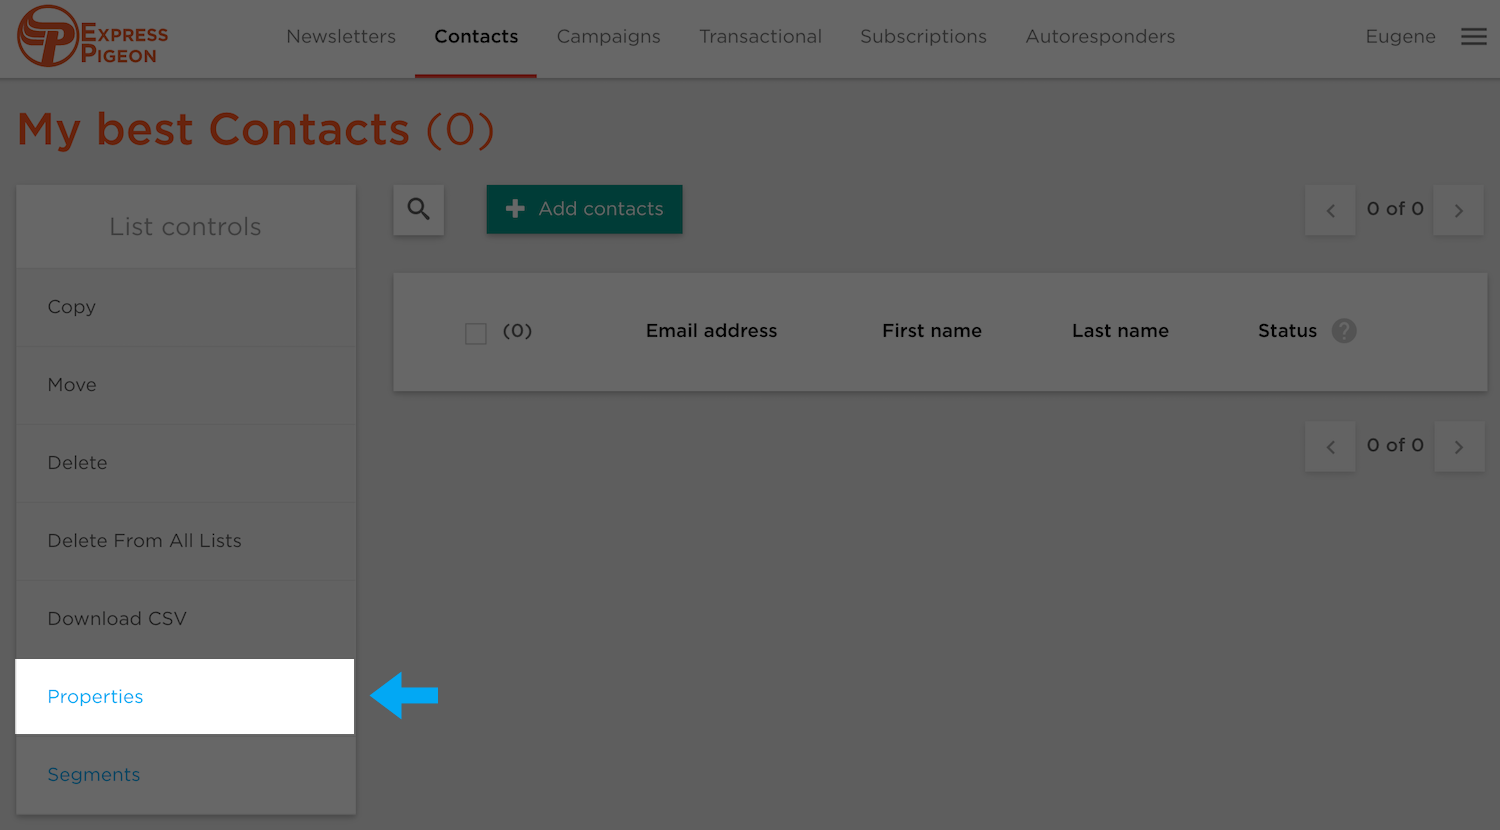 EXPRESS
PIGEON
Newsletters
Contacts
Campaigns
Transactional
Subscriptions
Autoresponders
Eugene
My best Contacts (0)
List controls
Copy
Move
Delete
Delete From All Lists
Download CSV
Properties
Segments
Add contacts
0 of 0
(0)
Email address
First name
Last name
Status ?
0 of 0